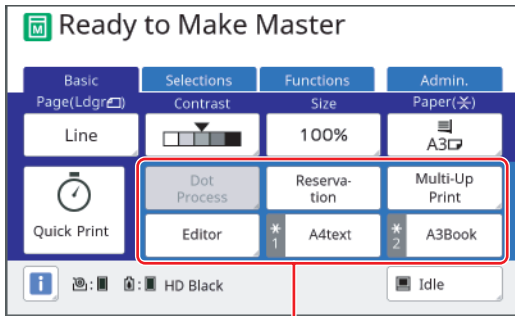 M
Ready to Make Master
Basic
Selections
Functions
Admin.
Page(Ldgr)
Contrast
Size
Paper()
Line
100%
A3
Quick Print
Dot
Process
Reserva-
tion
Multi-Up
Print
Editor
*
1
A4text
*
2
A3Book
i
:
:
HD Black
Idle